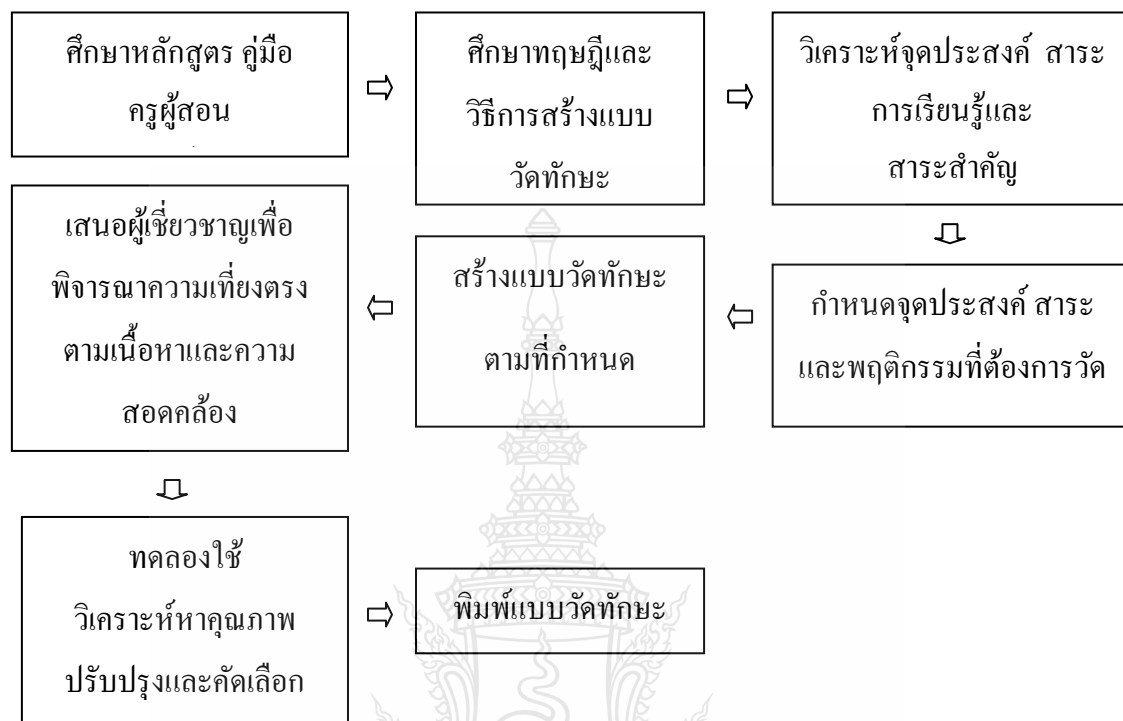 ศึกษาหลักสูตร คู่มือ
ครูผู้สอน
ศึกษาทฤษฎีและ
วิธีการสร้างแบบ
วัดทักษะ
วิเคราะห์จุดประสงค์ สาระ
การเรียนรู้และ
สาระสำคัญ
กำหนดจุดประสงค์ สาระ
และพฤติกรรมที่ต้องการวัด
สร้างแบบวัดทักษะ
ตามที่กำหนด
เสนอผู้เชี่ยวชาญเพื่อ
พิจารณาความเที่ยงตรง
ตามเนื้อหาและความ
สอดคล้อง
ทดลองใช้
วิเคราะห์หาคุณภาพ
ปรับปรุงและคัดเลือก
พิมพ์แบบวัดทักษะ